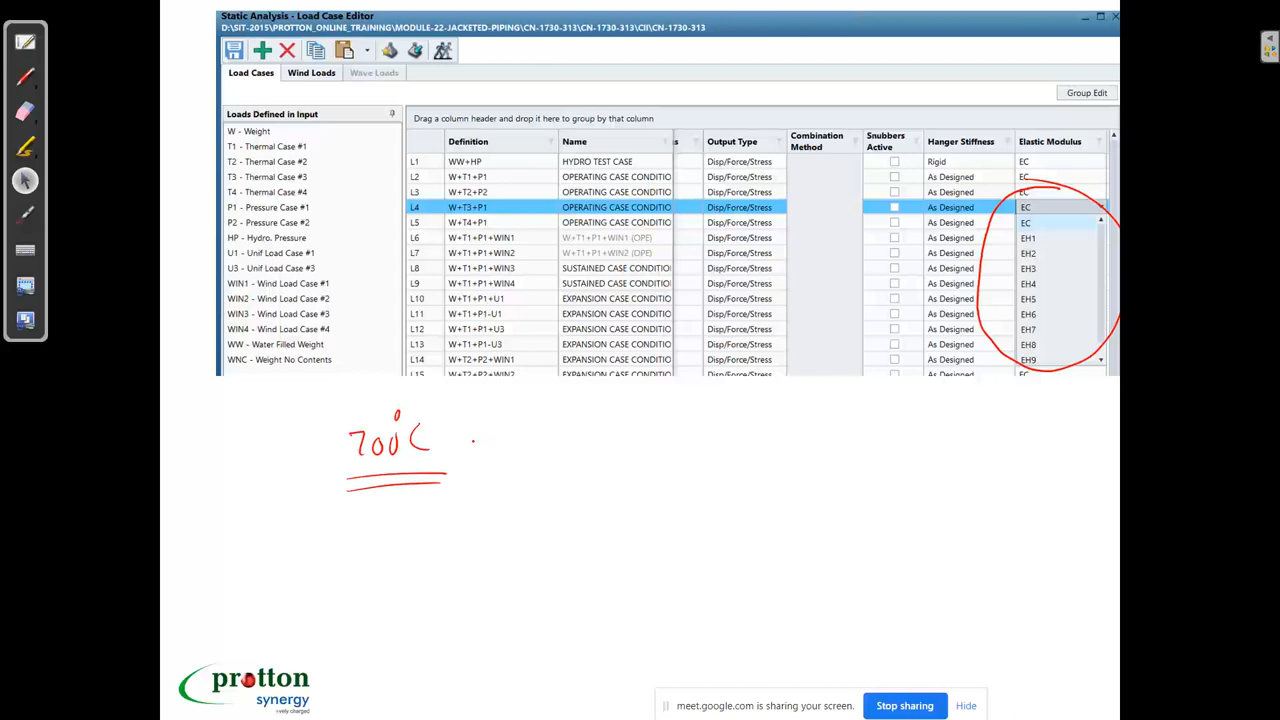 Static Analysis - Load Case Editor
D:\SIT-2015\PROTTON_ONLINE_TRAINING\MODULE-22-JACKETED-PIPING\CN-1730-313\CN-1730-313\CII\CN-1730-313
Load Cases Wind Loads Wave Loads
Group Edit
Loads Defined in Input
W - Weight
T1 - Thermal Case #1
T2 - Thermal Case #2
T3 - Thermal Case #3
T4 - Thermal Case #4
P1 - Pressure Case #1
P2 - Pressure Case #2
HP - Hydro. Pressure
U1 - Unif Load Case #1
U3 - Unif Load Case #3
WIN1 - Wind Load Case #1
WIN2 - Wind Load Case #2
WIN3 - Wind Load Case #3
WIN4 - Wind Load Case #4
WW - Water Filled Weight
WNC - Weight No Contents
Drag a column header and drop it here to group by that column
Definition Name s Output Type Combination Method Snubbers Active Hanger Stiffness Elastic Modulus
L1 WW+HP HYDRO TEST CASE Disp/Force/Stress Rigid EC
L2 W+T1+P1 OPERATING CASE CONDITIO Disp/Force/Stress As Designed EC
L3 W+T2+P2 OPERATING CASE CONDITIO Disp/Force/Stress As Designed EC
L4 W+T3+P1 OPERATING CASE CONDITIO Disp/Force/Stress As Designed EC
L5 W+T4+P1 OPERATING CASE CONDITIO Disp/Force/Stress As Designed EC
L6 W+T1+P1+WIN1 W+T1+P1+WIN1 (OPE) Disp/Force/Stress As Designed EH1
L7 W+T1+P1+WIN2 W+T1+P1+WIN2 (OPE) Disp/Force/Stress As Designed EH2
L8 W+T1+P1+WIN3 SUSTAINED CASE CONDITIO Disp/Force/Stress As Designed EH3
L9 W+T1+P1+WIN4 SUSTAINED CASE CONDITIO Disp/Force/Stress As Designed EH4
L10 W+T1+P1+U1 EXPANSION CASE CONDITIO Disp/Force/Stress As Designed EH5
L11 W+T1+P1-U1 EXPANSION CASE CONDITIO Disp/Force/Stress As Designed EH6
L12 W+T1+P1+U3 EXPANSION CASE CONDITIO Disp/Force/Stress As Designed EH7
L13 W+T1+P1-U3 EXPANSION CASE CONDITIO Disp/Force/Stress As Designed EH8
L14 W+T2+P2+WIN1 EXPANSION CASE CONDITIO Disp/Force/Stress As Designed EH9
L15 W+T2+P2+WIN2 EXPANSION CASE CONDITIO Disp/Force/Stress As Designed EC
700°C
protton
synergy
meet.google.com is sharing your screen. Stop sharing Hide